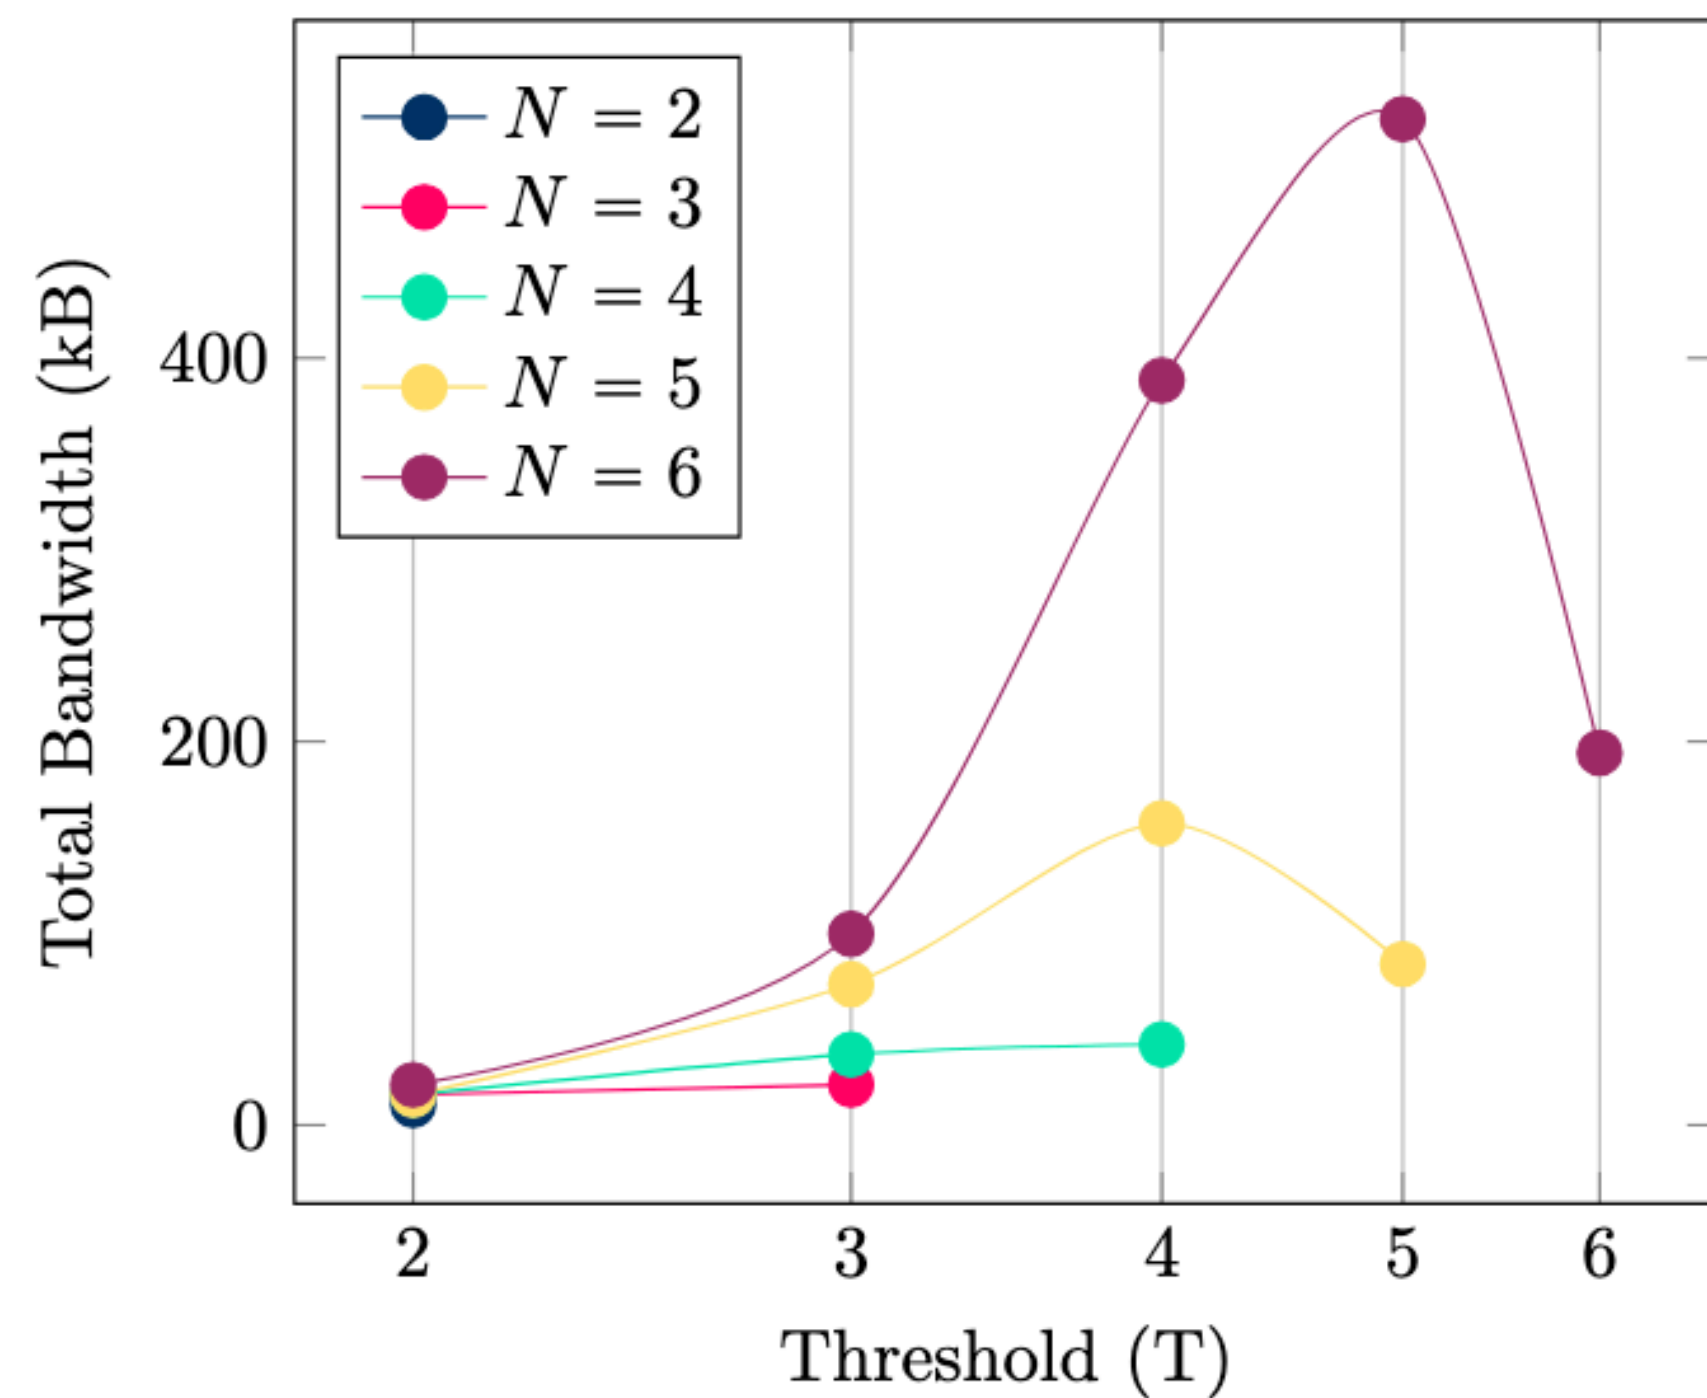 N = 2
N = 3
N = 4
N = 5
N = 6
Total Bandwidth (kB)
400
200
0
2 3 4 5 6
Threshold (T)